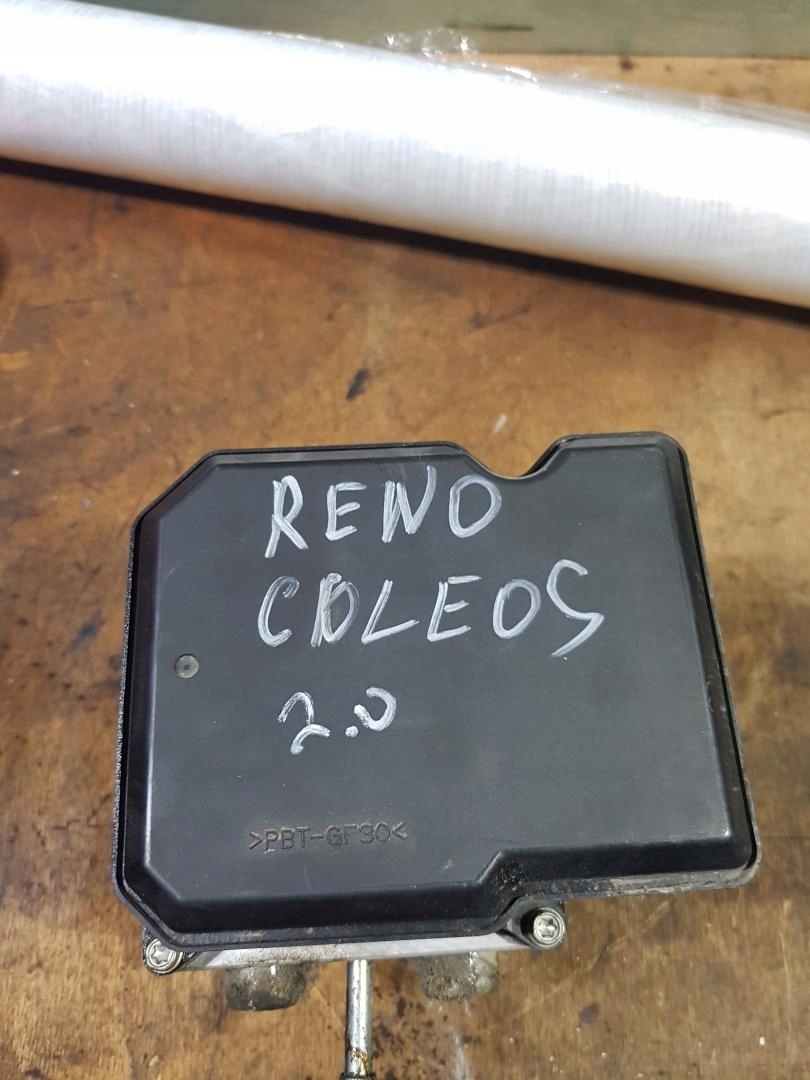 RENO
COLEOS
2.0
>PBT-GF30<